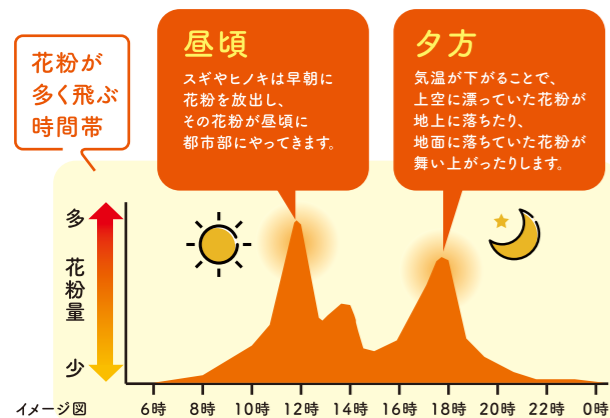 花粉が
多く飛ぶ
時間帯
昼頃
スギやヒノキは早朝に
花粉を放出し、
その花粉が昼頃に
都市部にやってきます。
夕方
気温が下がることで、
上空に漂っていた花粉が
地上に落ちたり、
地面に落ちていた花粉が
舞い上がったりします。
多
花粉量
少
イメージ図
6時 8時 10時 12時 14時 16時 18時 20時 22時 0時